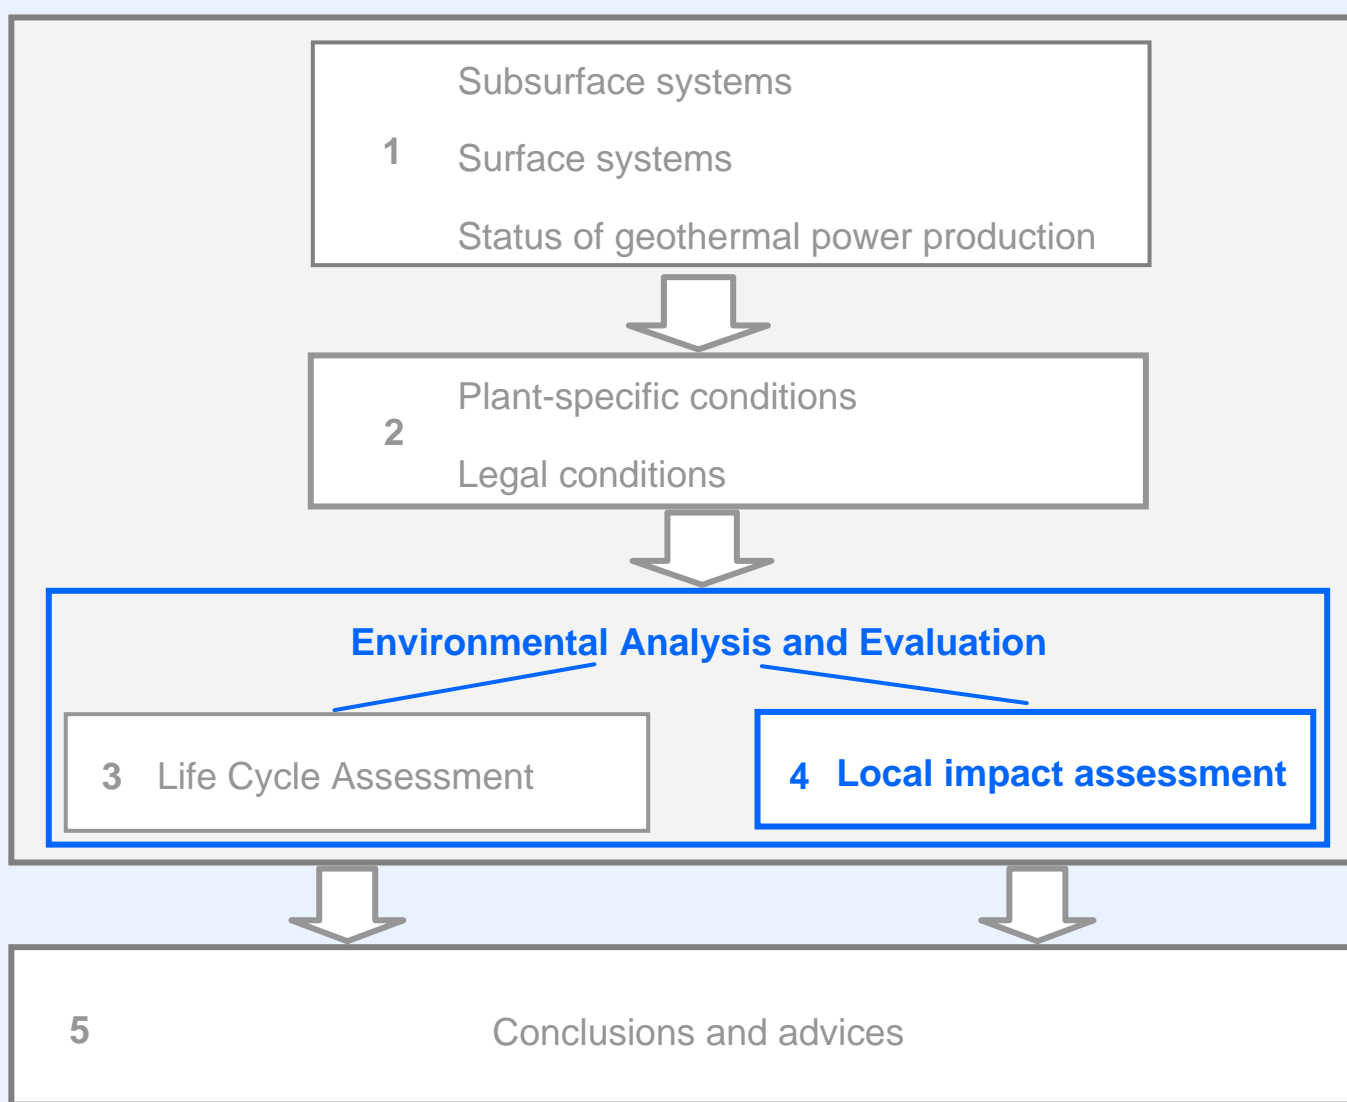 Subsurface systems
1
Surface systems
Status of geothermal power production
Plant-specific conditions
2
Legal conditions
Environmental Analysis and Evaluation
3 Life Cycle Assessment
4 Local impact assessment
5 Conclusions and advices